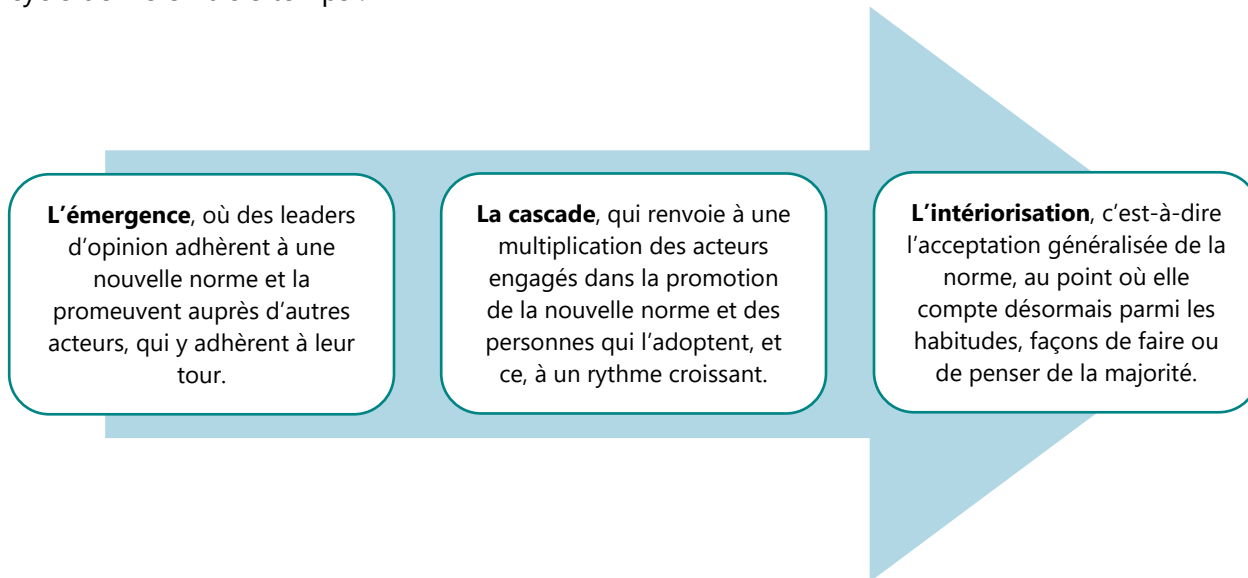 L'émergence, où des leaders
d'opinion adhèrent à une
nouvelle norme et la
promeuvent auprès d'autres
acteurs, qui y adhèrent à leur
tour.
La cascade, qui renvoie à une
multiplication des acteurs
engagés dans la promotion
de la nouvelle norme et des
personnes qui l'adoptent, et
ce, à un rythme croissant.
L'intériorisation, c'est-à-dire
l'acceptation généralisée de la
norme, au point où elle
compte désormais parmi les
habitudes, façons de faire ou
de penser de la majorité.